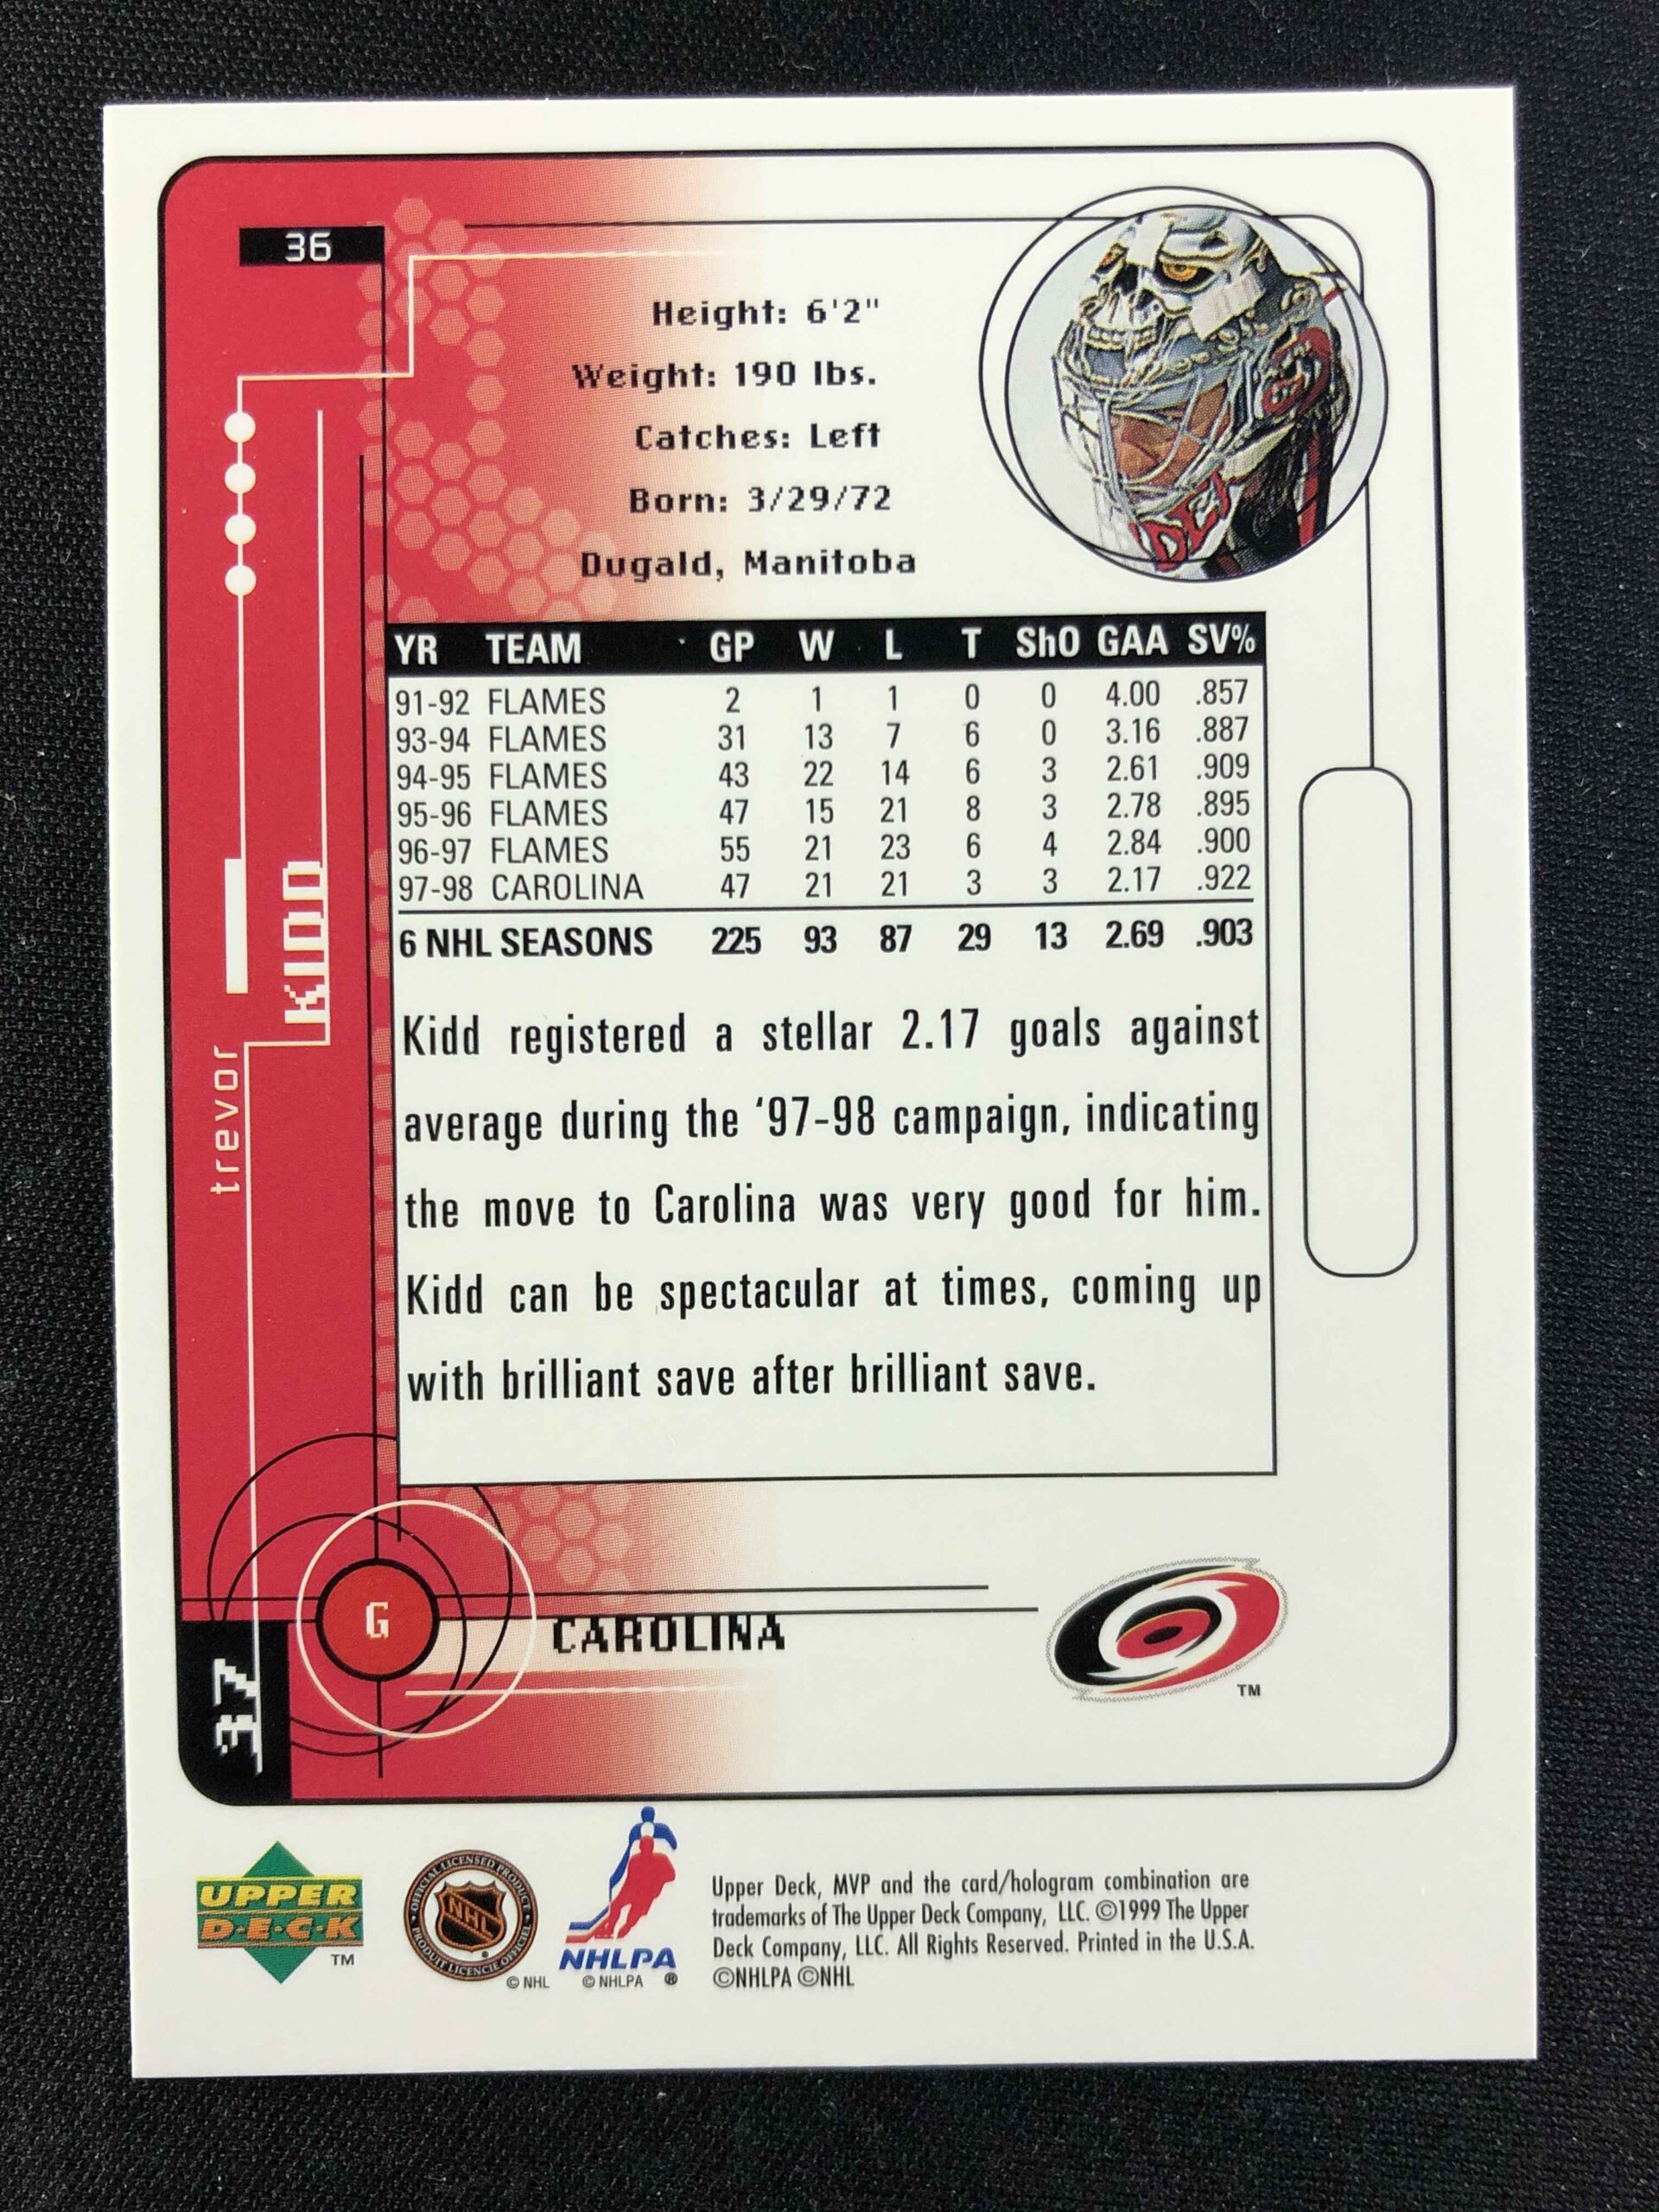 36
Height: 6'2"
Weight: 190 lbs.
Catches: Left
Born: 3/29/72
Dugald, Manitoba
YR TEAM GP W L T ShO GAA SV%
91-92 FLAMES 2 1 1 0 0 4.00 .857
93-94 FLAMES 31 13 7 6 0 3.16 .887
94-95 FLAMES 43 22 14 6 3 2.61 .909
95-96 FLAMES 47 15 21 8 3 2.78 .895
96-97 FLAMES 55 21 23 6 4 2.84 .900
97-98 CAROLINA 47 21 21 3 3 2.17 .922
6 NHL SEASONS 225 93 87 29 13 2.69 .903
Kidd registered a stellar 2.17 goals against
average during the ‘97-98 campaign, indicating
the move to Carolina was very good for him.
Kidd can be spectacular at times, coming up
with brilliant save after brilliant save.
trevor
KIDD
37
G
CAROLINA
TM
UPPER
D·E·C·K
TM
OFFICIAL LICENSED PRODUCT
NHL
PRODUIT LICENCIE OFFICIEL
© NHL
NHLPA
© NHLPA ®
Upper Deck, MVP and the card/hologram combination are
trademarks of The Upper Deck Company, LLC. ©1999 The Upper
Deck Company, LLC. All Rights Reserved. Printed in the U.S.A.
©NHLPA ©NHL